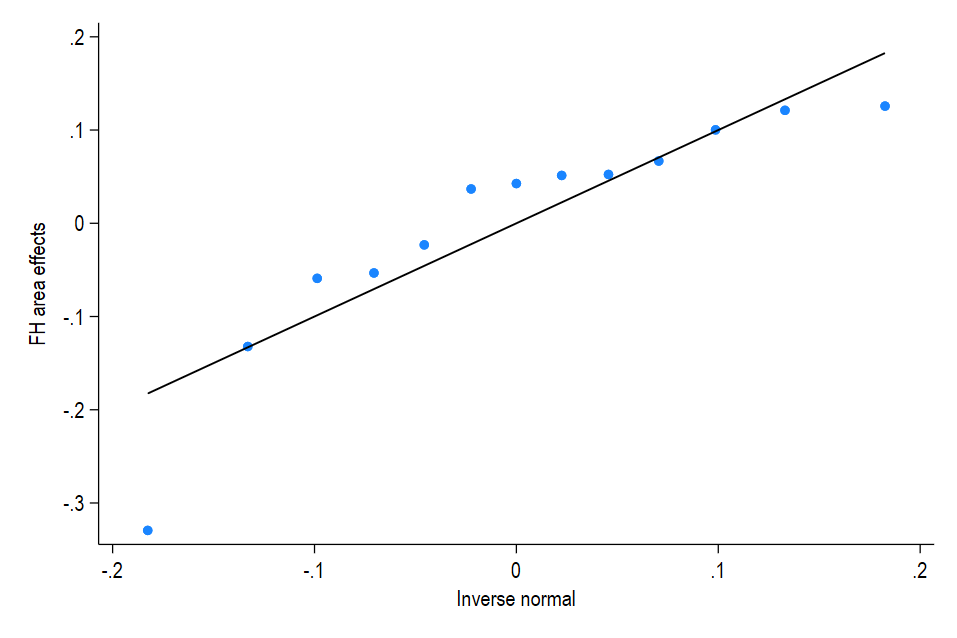 .2
.1
0
-.1
-.2
-.3
FH area effects
-.2 -.1 0 .1 .2
Inverse normal